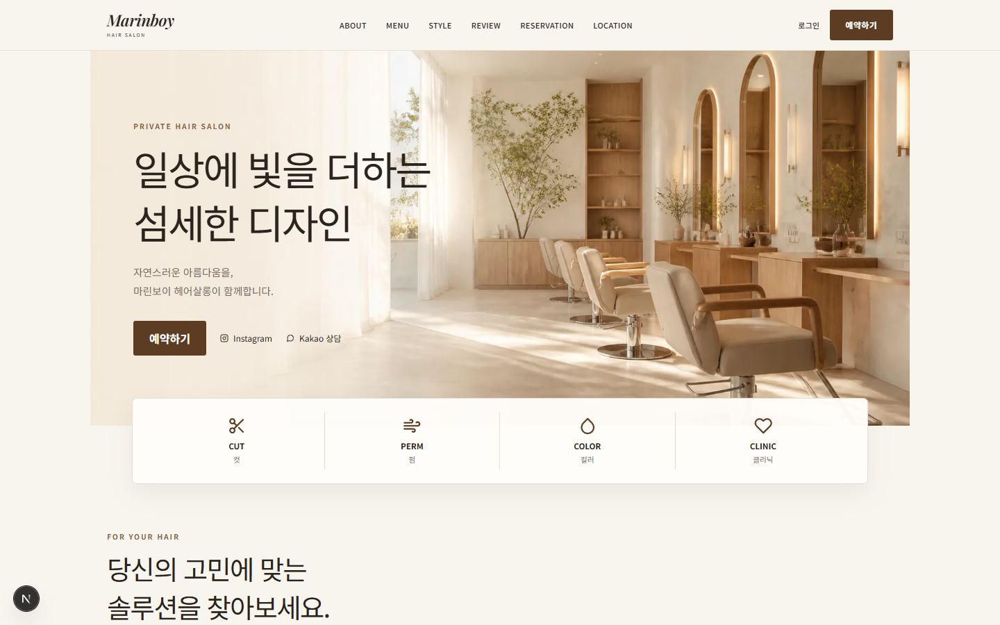 Marinboy
HAIR SALON
ABOUT MENU STYLE REVIEW RESERVATION LOCATION
로그인
예약하기
PRIVATE HAIR SALON
일상에 빛을 더하는
섬세한 디자인
자연스러운 아름다움을,
마린보이 헤어살롱이 함께합니다.
예약하기
Instagram
Kakao 상담
CUT
컷
PERM
펌
COLOR
컬러
CLINIC
클리닉
FOR YOUR HAIR
당신의 고민에 맞는
솔루션을 찾아보세요.
N